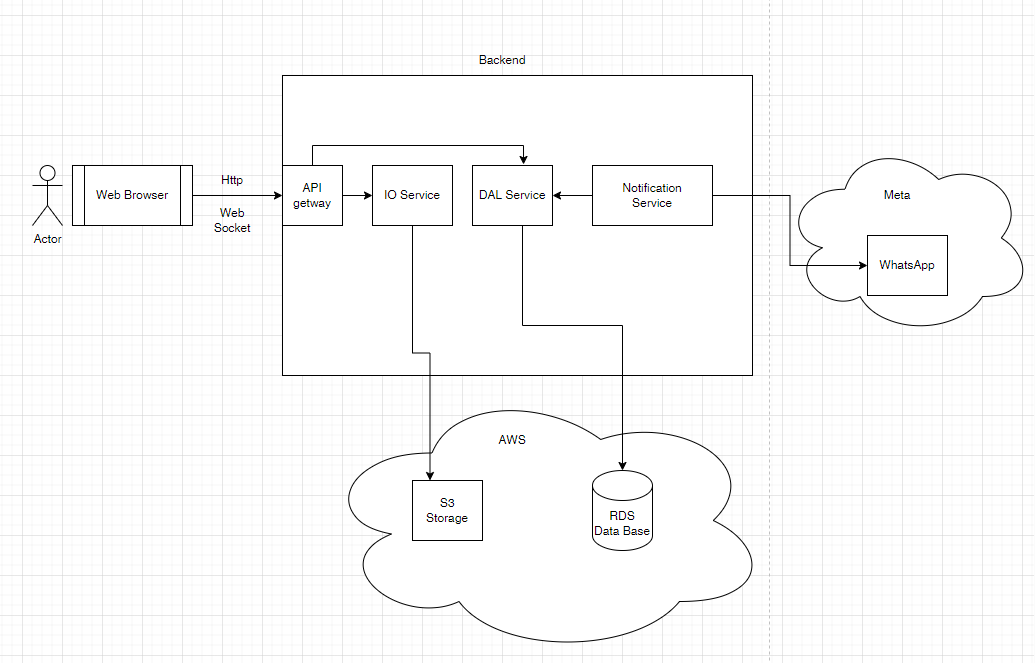 Backend
Http
Web Browser
Web
Socket
Actor
API
getway
IO Service
DAL Service
Notification
Service
Meta
WhatsApp
AWS
S3
Storage
RDS
Data Base